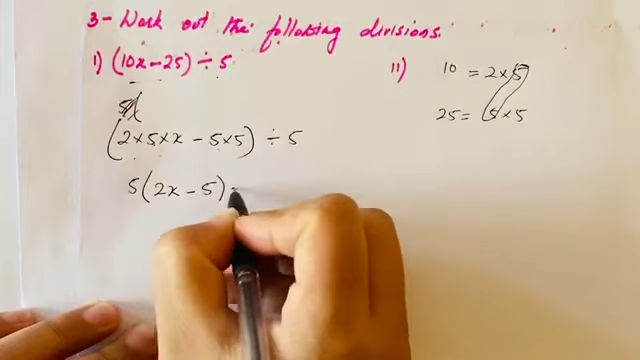 3- Work out the following divisions.
i) (10x-25) ÷ 5
ii) 10 = 2×5
25 = 5×5
(2×5×x - 5×5) ÷ 5
5(2x - 5)